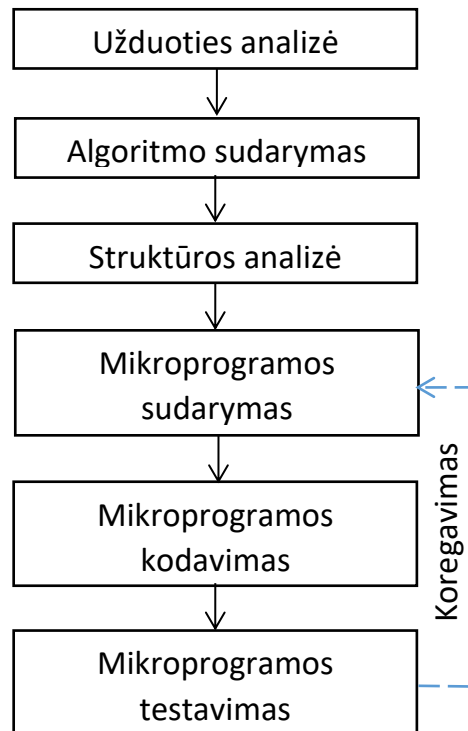 Užduoties analizė
Algoritmo sudarymas
Struktūros analizė
Mikroprogramos
sudarymas
Koregavimas
Mikroprogramos
kodavimas
Mikroprogramos
testavimas